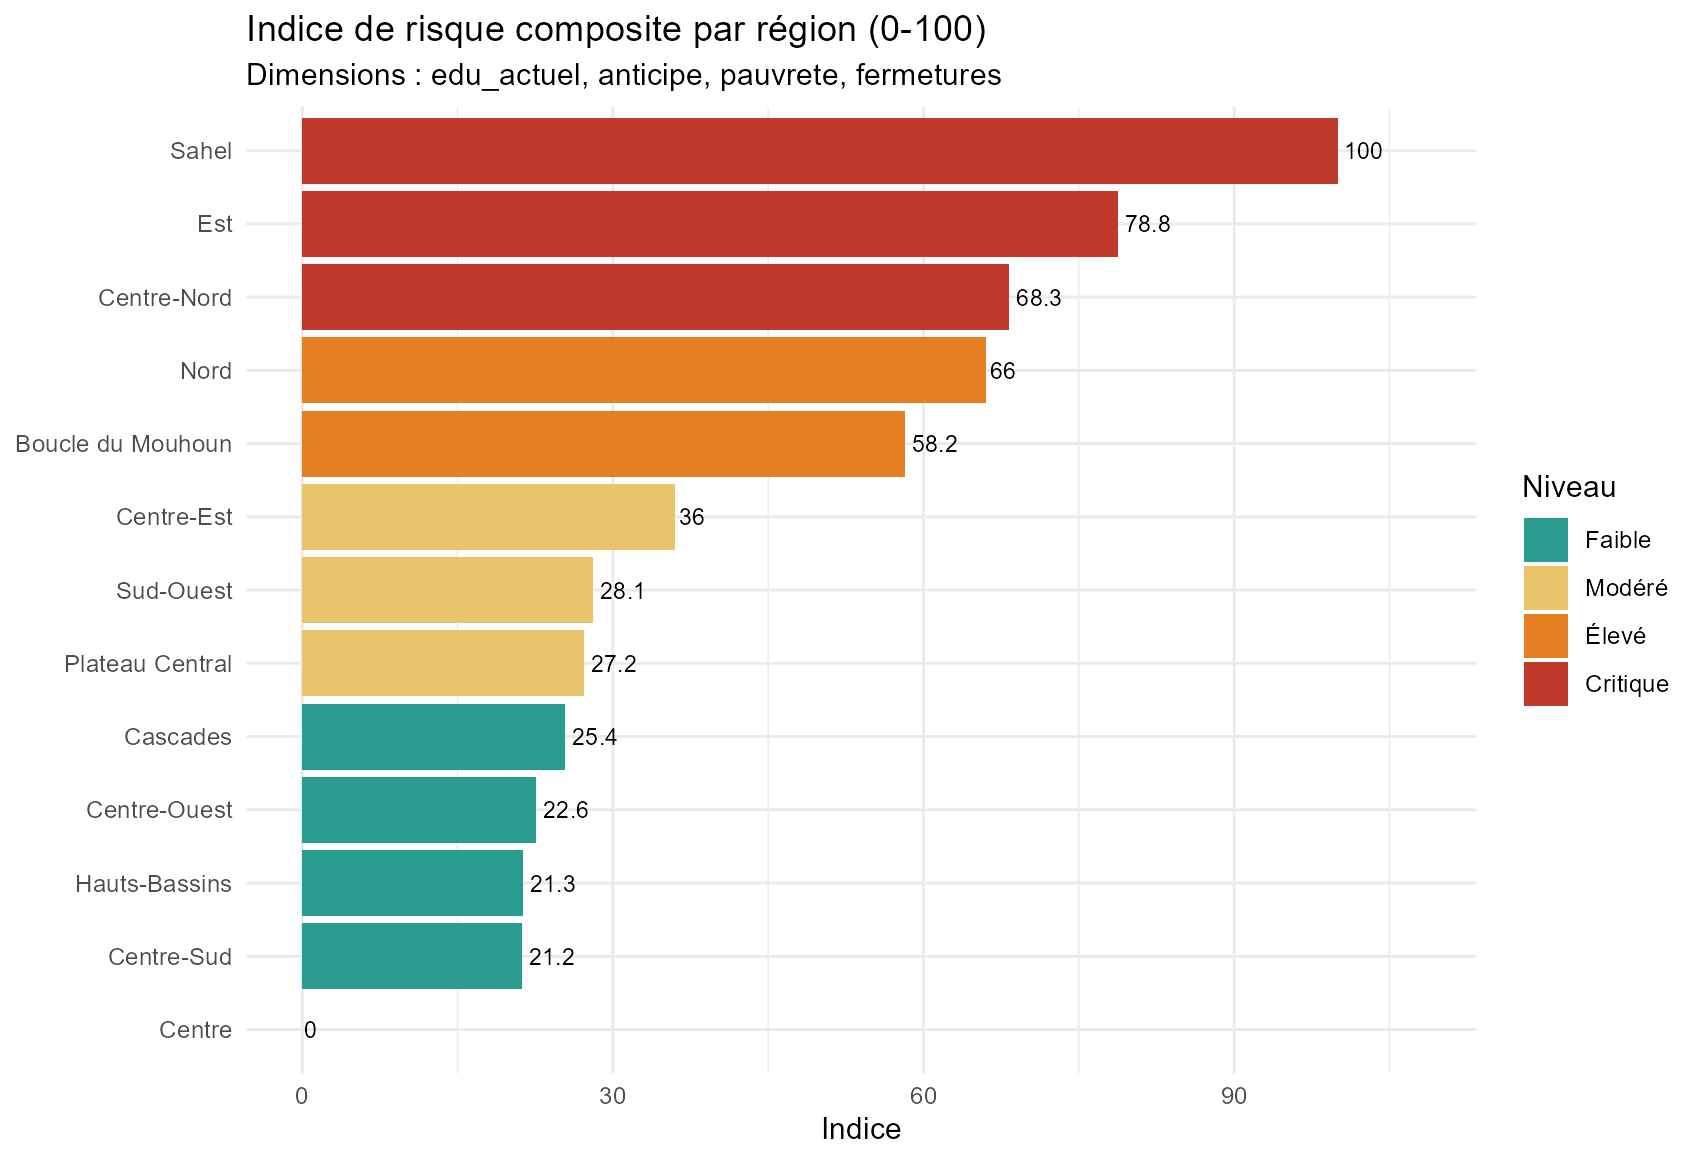 Indice de risque composite par région (0-100)
Dimensions : edu_actuel, anticipe, pauvrete, fermetures
Sahel 100
Est 78.8
Centre-Nord 68.3
Nord 66
Boucle du Mouhoun 58.2
Centre-Est 36
Sud-Ouest 28.1
Plateau Central 27.2
Cascades 25.4
Centre-Ouest 22.6
Hauts-Bassins 21.3
Centre-Sud 21.2
Centre 0
0 30 60 90
Indice
Niveau
Faible
Modéré
Élevé
Critique